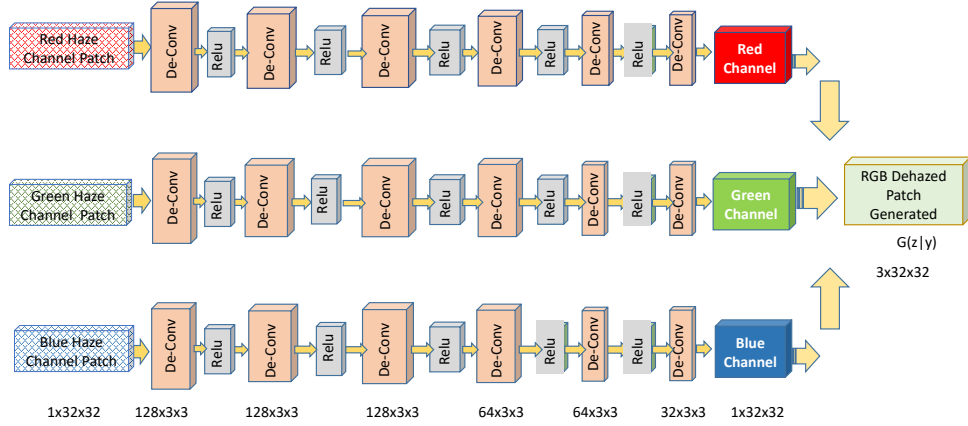 Red Haze
Channel Patch
De-Conv
Relu
De-Conv
Relu
De-Conv
Relu
De-Conv
Relu
De-Conv
Relu
De-Conv
Red
Channel
Green Haze
Channel Patch
De-Conv
Relu
De-Conv
Relu
De-Conv
Relu
De-Conv
Relu
De-Conv
Relu
De-Conv
Green
Channel
RGB Dehazed
Patch
Generated
G(z|y)
3x32x32
Blue Haze
Channel Patch
De-Conv
Relu
De-Conv
Relu
De-Conv
Relu
De-Conv
Relu
De-Conv
Relu
De-Conv
Blue
Channel
1x32x32 128x3x3 128x3x3 128x3x3 64x3x3 64x3x3 32x3x3 1x32x32